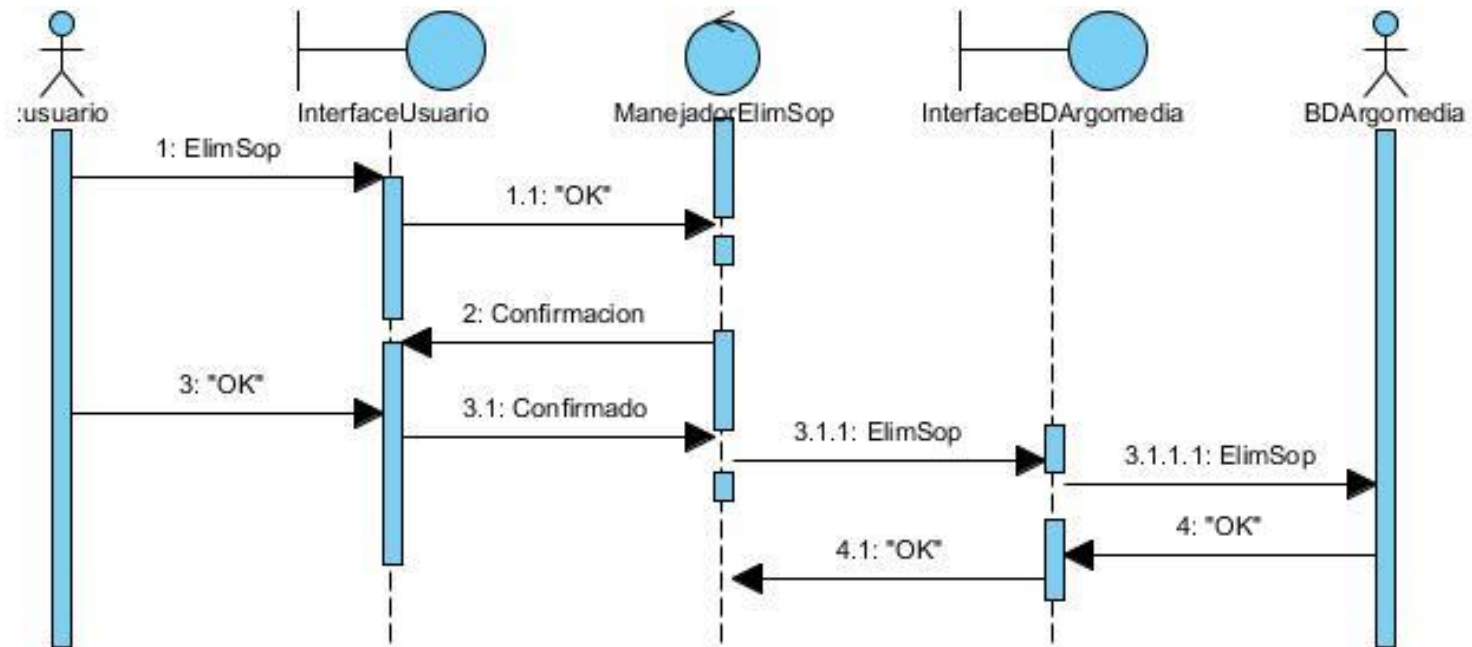 :usuario
InterfaceUsuario
ManejadorElimSop
InterfaceBDArgomedia
BDArgomedia
1: ElimSop
1.1: "OK"
2: Confirmacion
3: "OK"
3.1: Confirmado
3.1.1: ElimSop
3.1.1.1: ElimSop
4: "OK"
4.1: "OK"